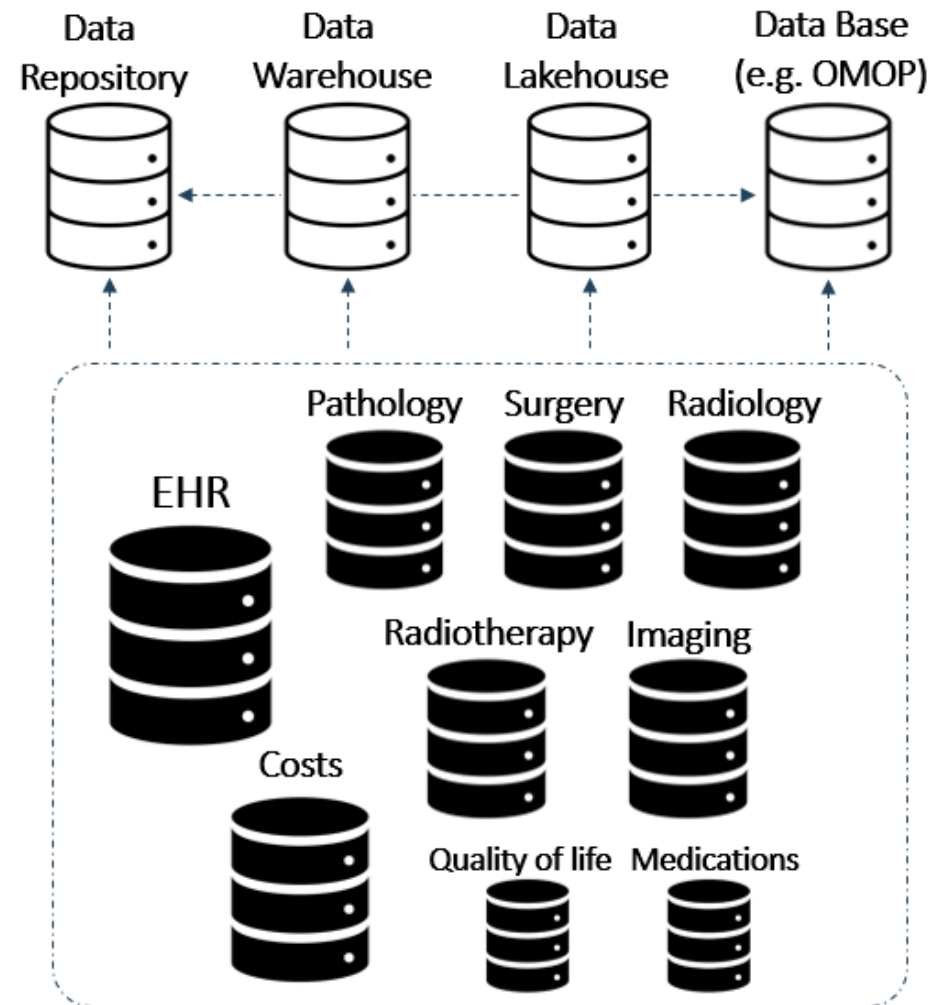 Data
Repository
Data
Warehouse
Data
Lakehouse
Data Base
(e.g. OMOP)
Pathology
Surgery
Radiology
EHR
Radiotherapy
Imaging
Costs
Quality of life
Medications